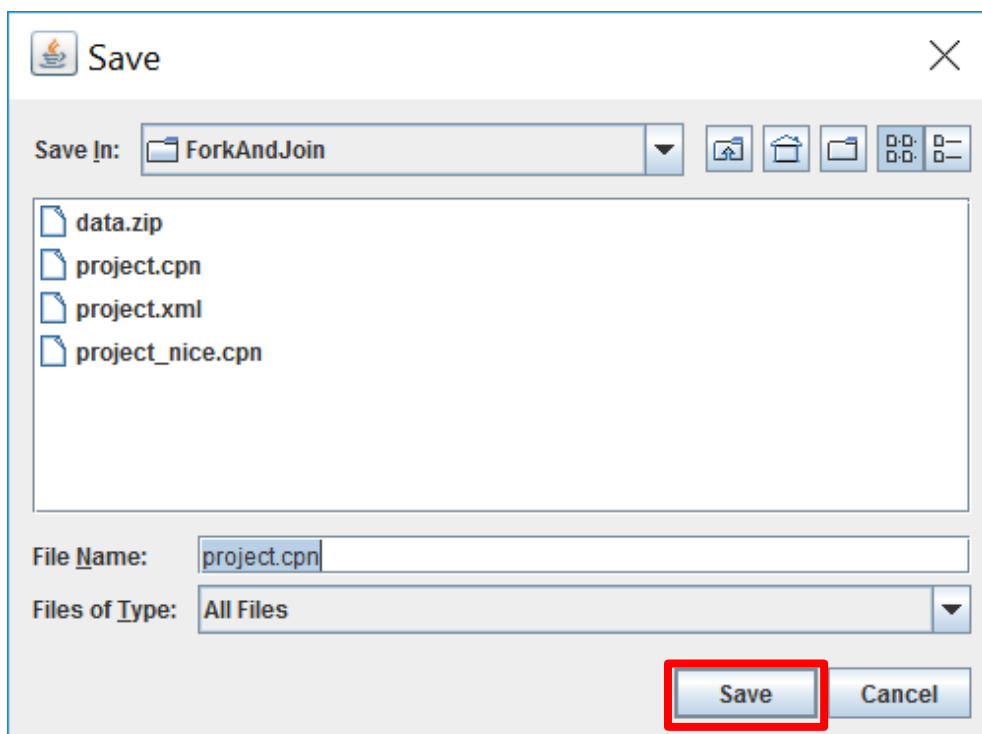 Save
Save In: ForkAndJoin
data.zip
project.cpn
project.xml
project_nice.cpn
File Name: project.cpn
Files of Type: All Files
Save Cancel